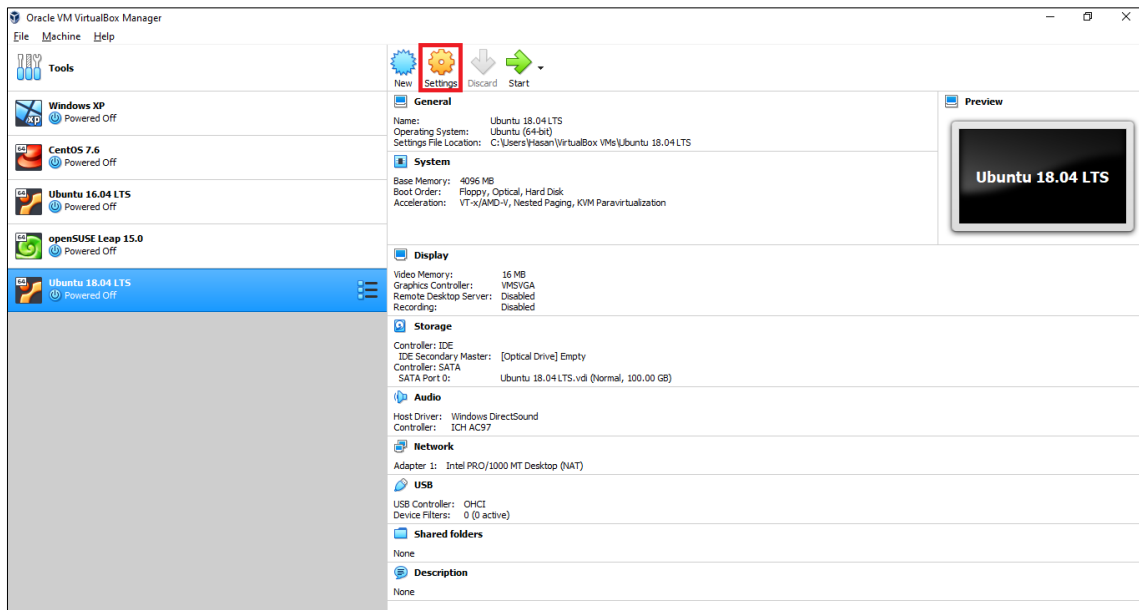 Oracle VM VirtualBox Manager
File Machine Help
Tools
Windows XP
Powered Off
CentOS 7.6
Powered Off
Ubuntu 16.04 LTS
Powered Off
openSUSE Leap 15.0
Powered Off
Ubuntu 18.04 LTS
Powered Off
New Settings Discard Start
General
Name: Ubuntu 18.04 LTS
Operating System: Ubuntu (64-bit)
Settings File Location: C:\Users\Hasan\VirtualBox VMs\Ubuntu 18.04 LTS
System
Base Memory: 4096 MB
Boot Order: Floppy, Optical, Hard Disk
Acceleration: VT-x/AMD-V, Nested Paging, KVM Paravirtualization
Preview
Ubuntu 18.04 LTS
Display
Video Memory: 16 MB
Graphics Controller: VMSVGA
Remote Desktop Server: Disabled
Recording: Disabled
Storage
Controller: IDE
IDE Secondary Master: [Optical Drive] Empty
Controller: SATA
SATA Port 0: Ubuntu 18.04 LTS.vdi (Normal, 100.00 GB)
Audio
Host Driver: Windows DirectSound
Controller: ICH AC97
Network
Adapter 1: Intel PRO/1000 MT Desktop (NAT)
USB
USB Controller: OHCI
Device Filters: 0 (0 active)
Shared folders
None
Description
None